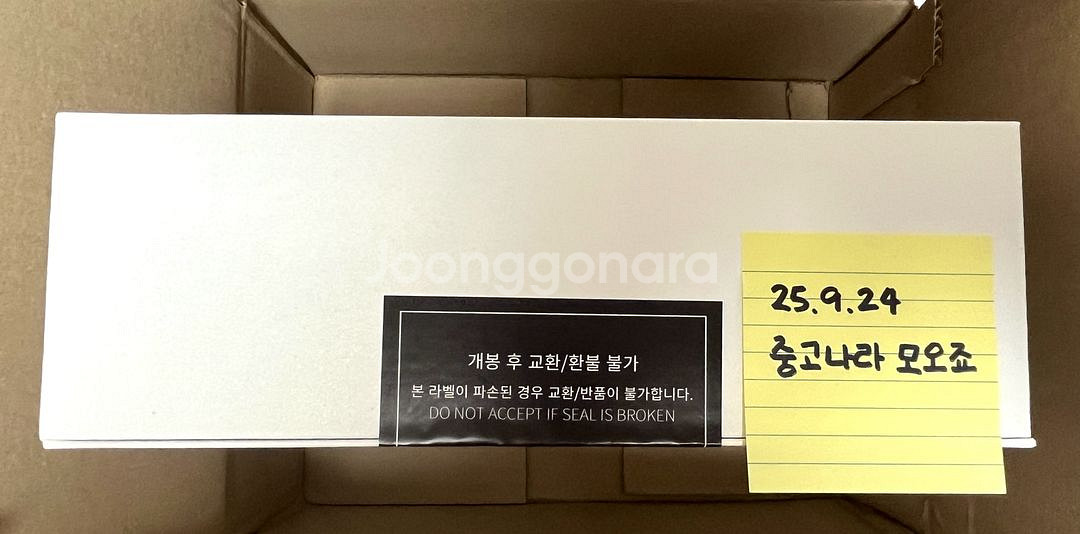 Joonggonara
개봉 후 교환/환불 불가
본 라벨이 파손된 경우 교환/반품이 불가합니다.
DO NOT ACCEPT IF SEAL IS BROKEN
25.9.24
중고나라 모오죠